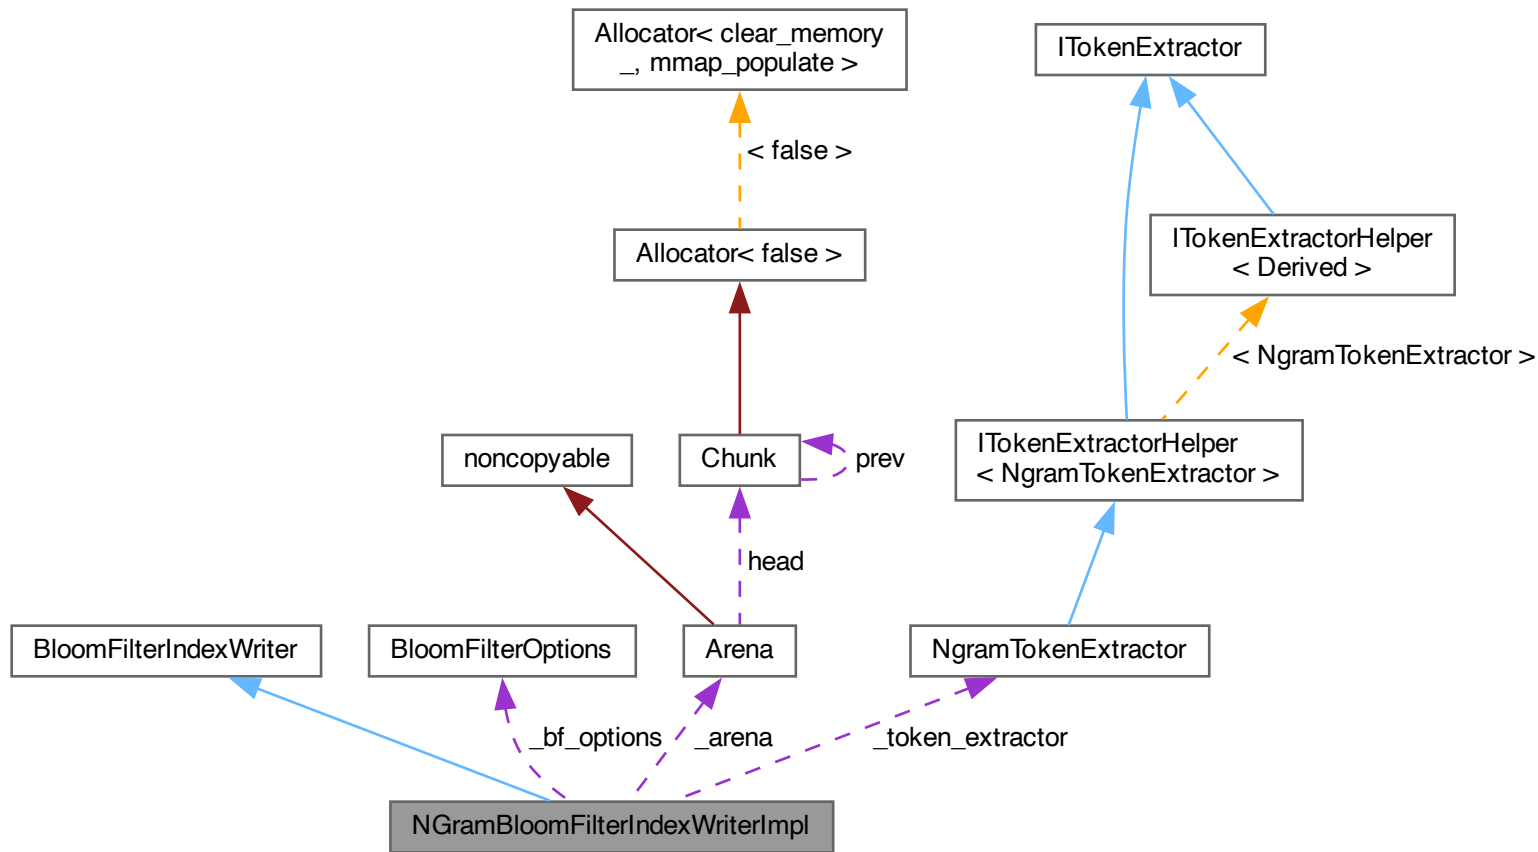 Allocator< clear_memory
_, mmap_populate >
ITokenExtractor
< false >
Allocator< false >
ITokenExtractorHelper
< Derived >
< NgramTokenExtractor >
noncopyable
Chunk
prev
ITokenExtractorHelper
< NgramTokenExtractor >
head
BloomFilterIndexWriter
BloomFilterOptions
Arena
NgramTokenExtractor
_bf_options
_arena
_token_extractor
NGramBloomFilterIndexWriterImpl